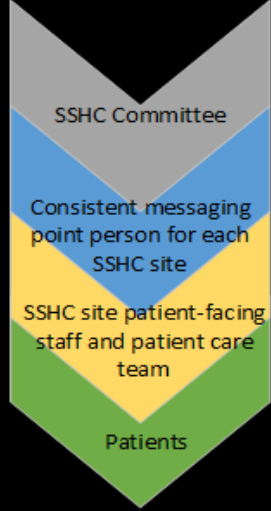 SSHC Committee
Consistent messaging
point person for each
SSHC site
SSHC site patient-facing
staff and patient care
team
Patients